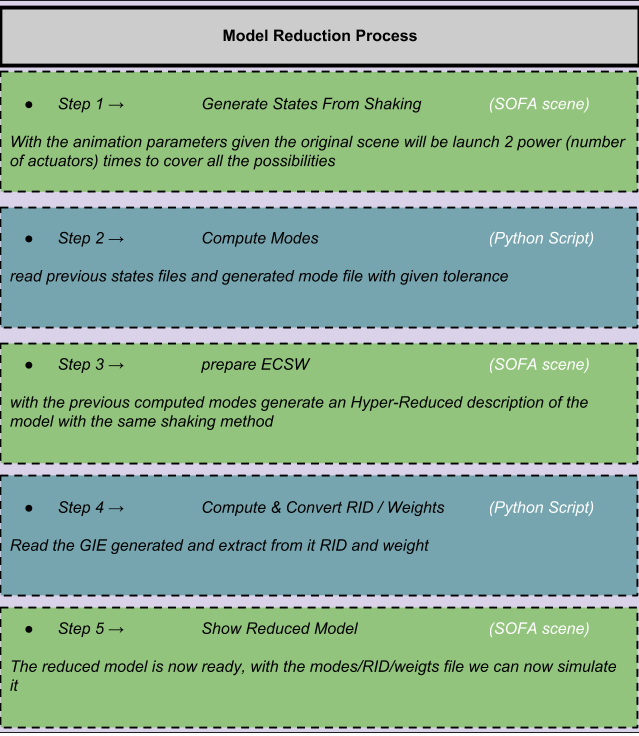 Model Reduction Process
● Step 1 → Generate States From Shaking (SOFA scene)
With the animation parameters given the original scene will be launch 2 power (number
of actuators) times to cover all the possibilities
● Step 2 → Compute Modes (Python Script)
read previous states files and generated mode file with given tolerance
● Step 3 → prepare ECSW (SOFA scene)
with the previous computed modes generate an Hyper-Reduced description of the
model with the same shaking method
● Step 4 → Compute & Convert RID / Weights (Python Script)
Read the GIE generated and extract from it RID and weight
● Step 5 → Show Reduced Model (SOFA scene)
The reduced model is now ready, with the modes/RID/weigts file we can now simulate
it